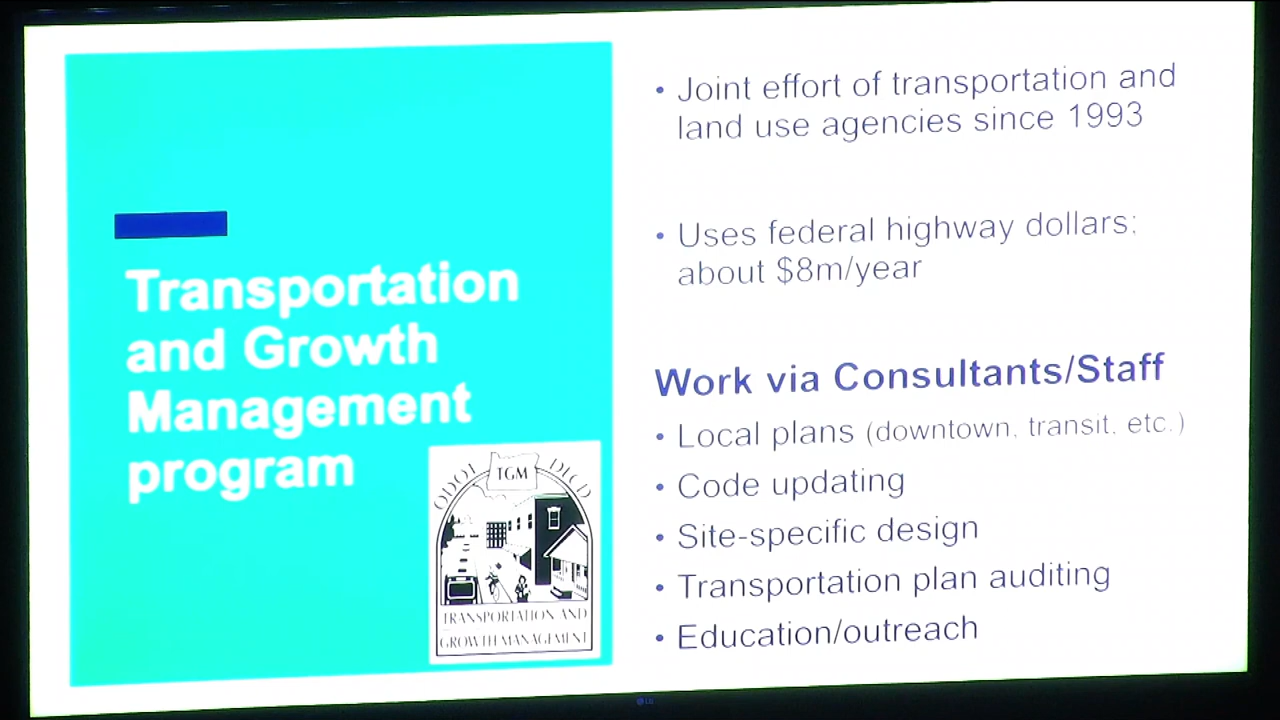 Transportation
and Growth
Management
program
ODOT DLCD
TGM
TRANSPORTATION AND
GROWTH MANAGEMENT
• Joint effort of transportation and
land use agencies since 1993
• Uses federal highway dollars;
about $8m/year
Work via Consultants/Staff
• Local plans (downtown, transit, etc.)
• Code updating
• Site-specific design
• Transportation plan auditing
• Education/outreach